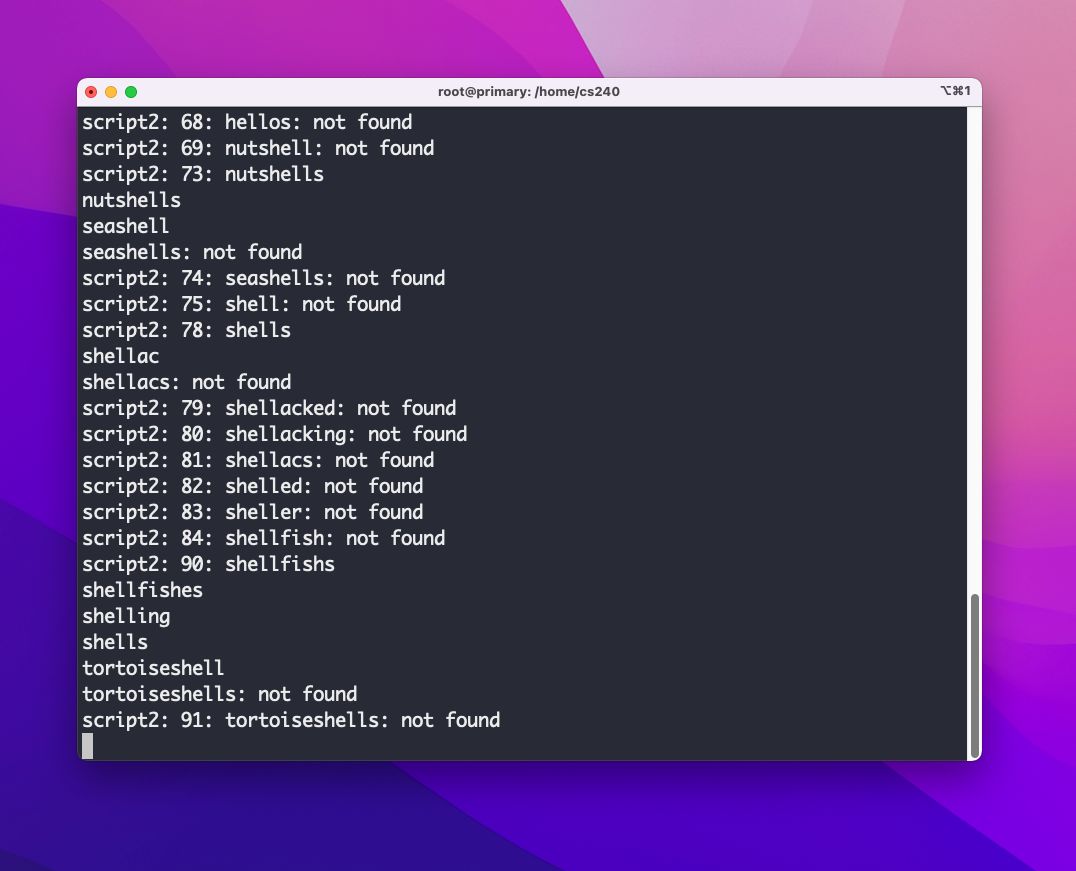 root@primary: /home/cs240
⌥⌘1
script2: 68: hellos: not found
script2: 69: nutshell: not found
script2: 73: nutshells
nutshells
seashell
seashells: not found
script2: 74: seashells: not found
script2: 75: shell: not found
script2: 78: shells
shellac
shellacs: not found
script2: 79: shellacked: not found
script2: 80: shellacking: not found
script2: 81: shellacs: not found
script2: 82: shelled: not found
script2: 83: sheller: not found
script2: 84: shellfish: not found
script2: 90: shellfishs
shellfishes
shelling
shells
tortoiseshell
tortoiseshells: not found
script2: 91: tortoiseshells: not found